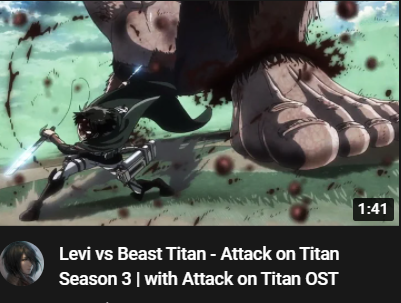 1:41
Levi vs Beast Titan - Attack on Titan
Season 3 | with Attack on Titan OST